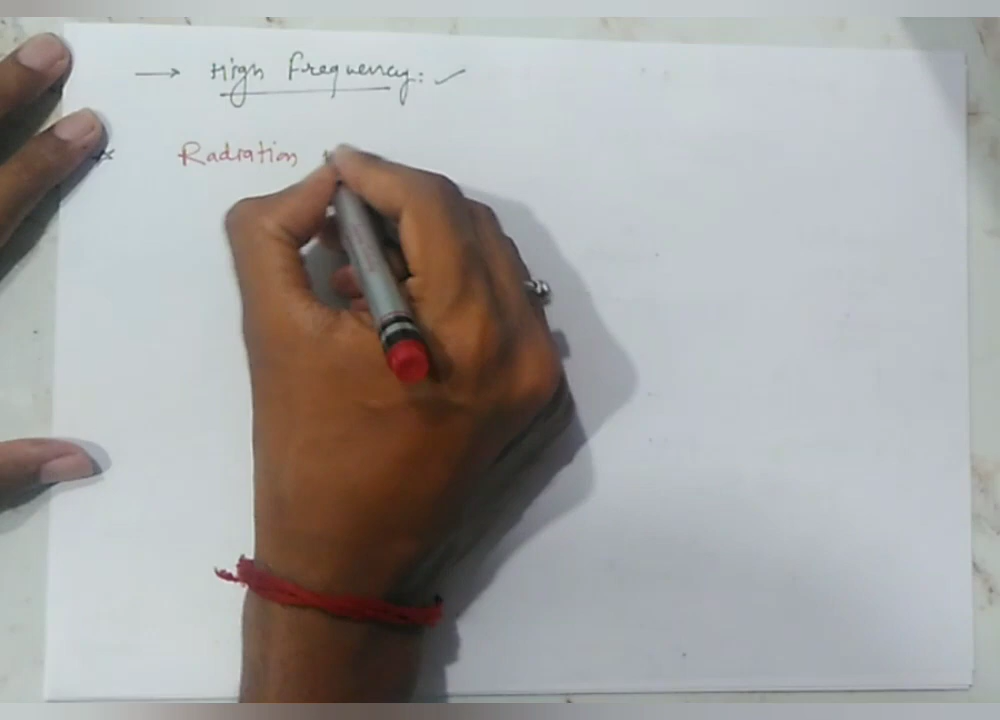 → High frequency: ✓
* Radiation